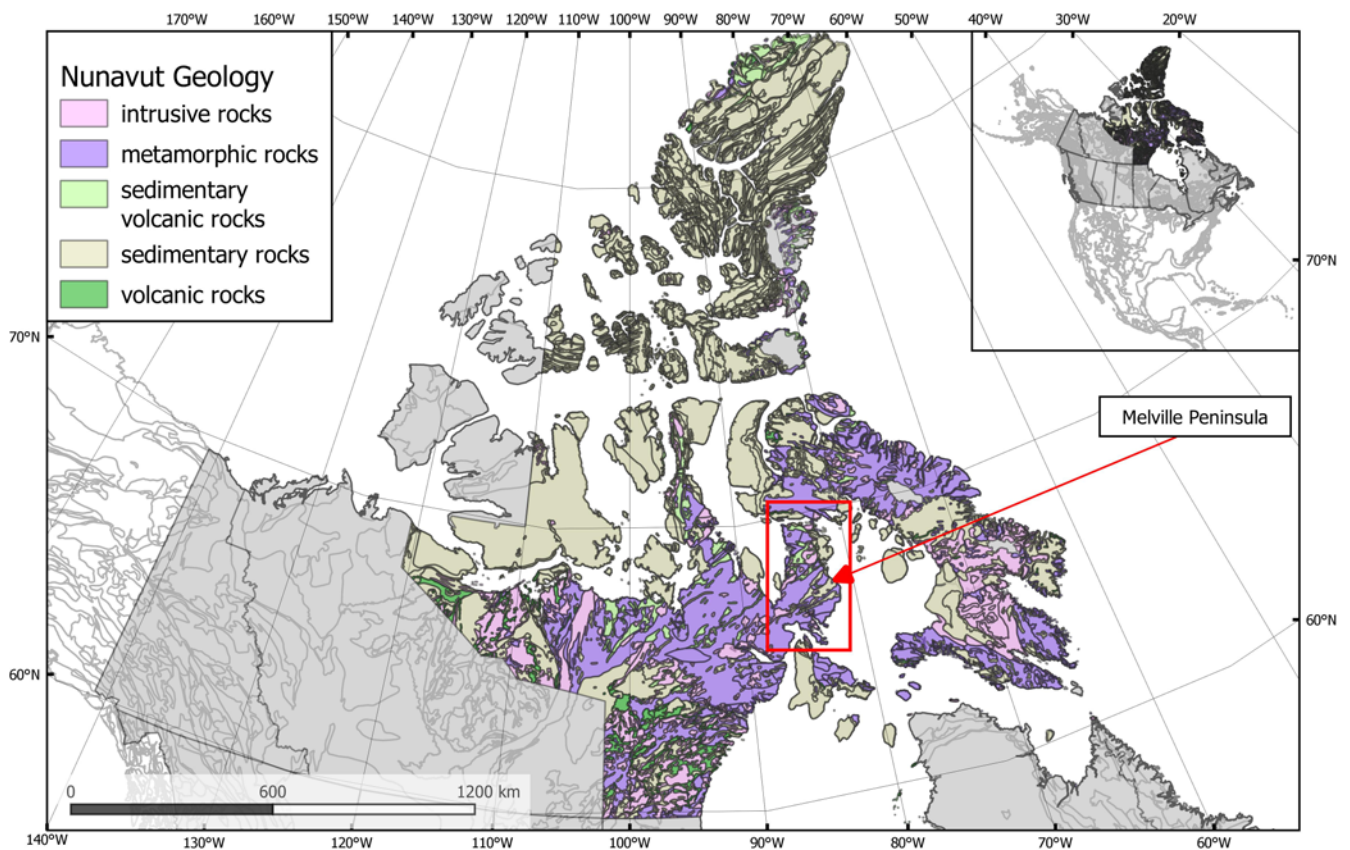 170°W 160°W 140°W 130°W 120°W 110°W 100°W 90°W 80°W 70°W 60°W 50°W 40°W 30°W 20°W
Nunavut Geology
intrusive rocks
metamorphic rocks
sedimentary
volcanic rocks
sedimentary rocks
volcanic rocks
70°N
70°N
Melville Peninsula
60°N
60°N
0 600 1200 km
140°W 130°W 120°W 110°W 100°W 90°W 80°W 70°W 60°W